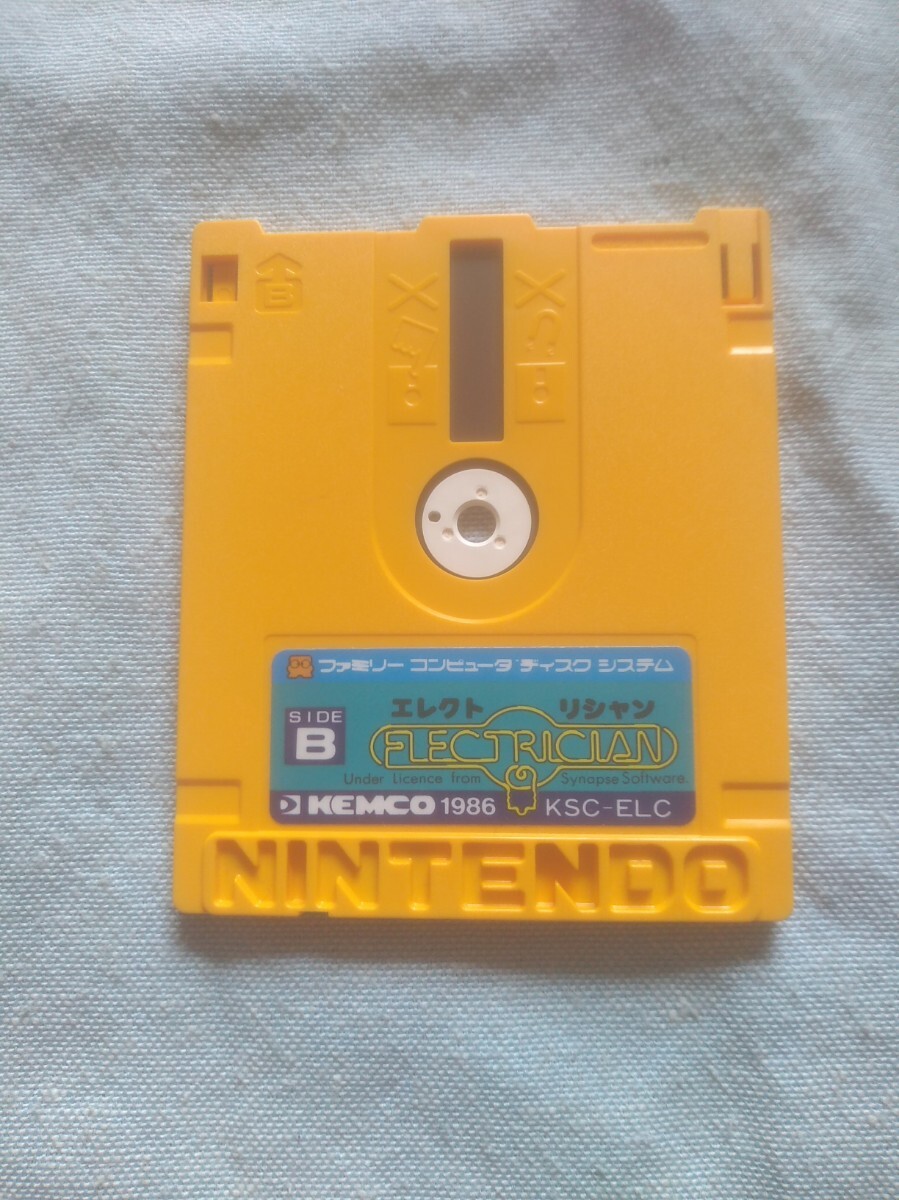 B
ファミリー コンピュータ ディスク システム
SIDE
B
エレクトリシャン
ELECTRICIAN
Under Licence from Synapse Software.
KEMCO 1986 KSC-ELC
NINTENDO